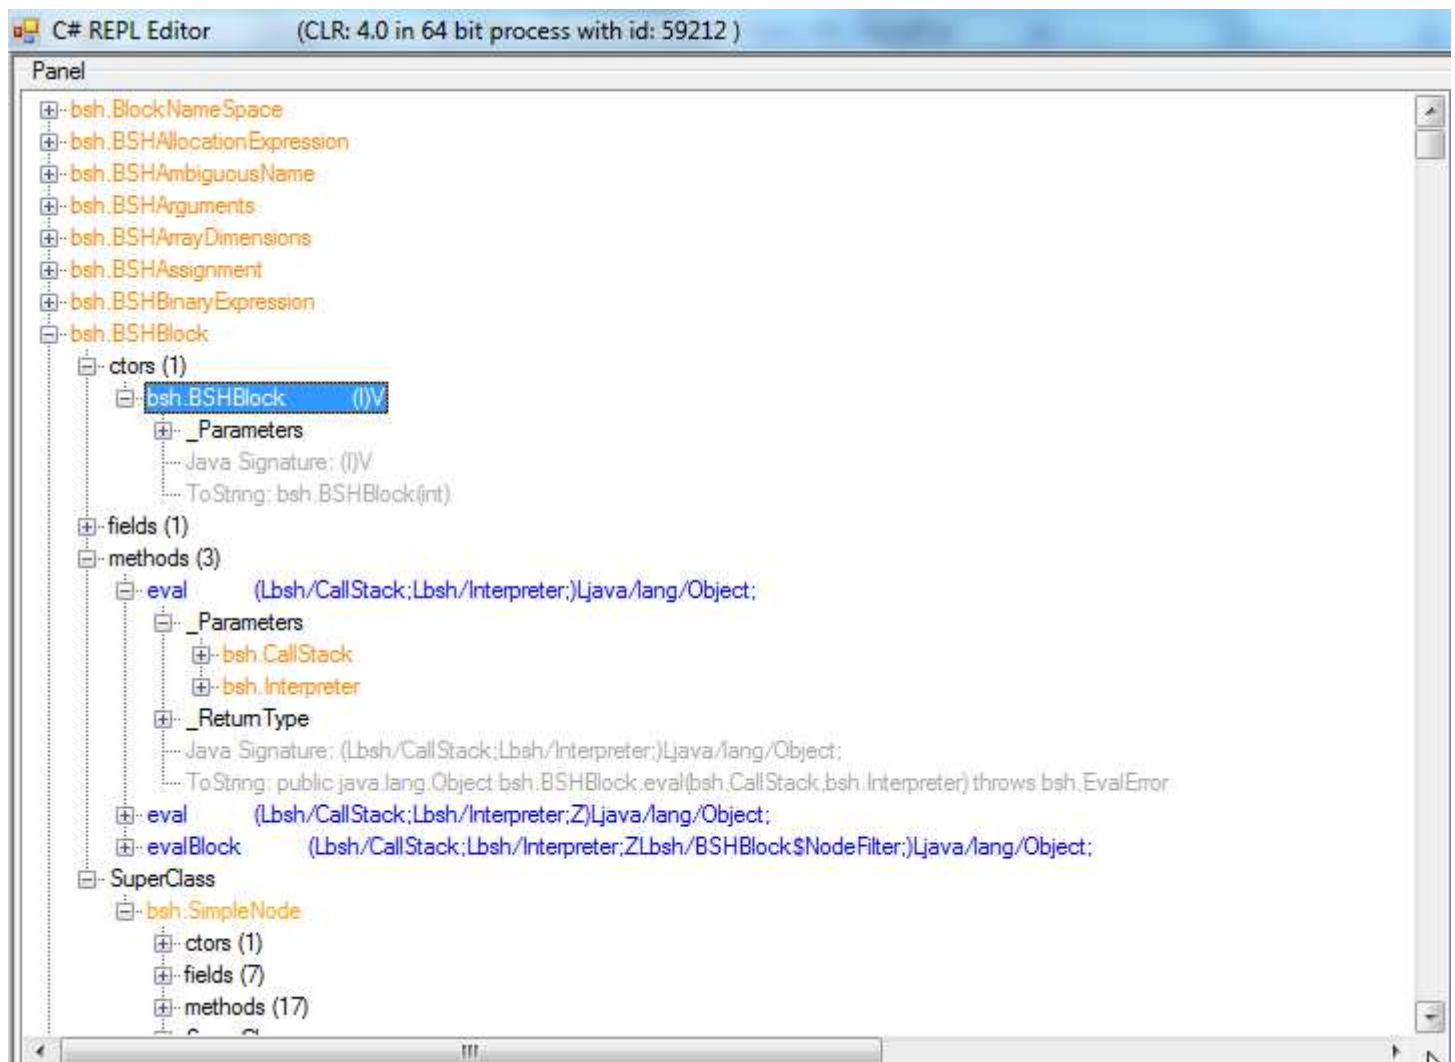 C# REPL Editor (CLR: 4.0 in 64 bit process with id: 59212 )
Panel
bsh.BlockNameSpace
bsh.BSHAllocationExpression
bsh.BSHAmbiguousName
bsh.BSHArguments
bsh.BSHArrayDimensions
bsh.BSHAssignment
bsh.BSHBinaryExpression
bsh.BSHBlock
ctors (1)
bsh.BSHBlock (I)V
_Parameters
Java Signature: (I)V
ToString: bsh.BSHBlock(int)
fields (1)
methods (3)
eval (Lbsh/CallStack;Lbsh/Interpreter;)Ljava/lang/Object;
_Parameters
bsh.CallStack
bsh.Interpreter
_ReturnType
Java Signature: (Lbsh/CallStack;Lbsh/Interpreter;)Ljava/lang/Object;
ToString: public java.lang.Object bsh.BSHBlock.eval(bsh.CallStack,bsh.Interpreter) throws bsh.EvalError
eval (Lbsh/CallStack;Lbsh/Interpreter;Z)Ljava/lang/Object;
evalBlock (Lbsh/CallStack;Lbsh/Interpreter;ZLbsh/BSHBlock$NodeFilter;)Ljava/lang/Object;
SuperClass
bsh.SimpleNode
ctors (1)
fields (7)
methods (17)